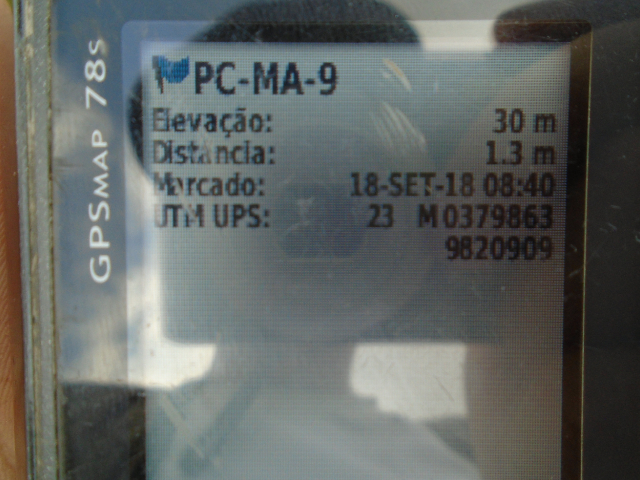 GPSMAP 78s
PC-MA-9
Elevação: 30 m
Distância: 1.3 m
Marcado: 18-SET-18 08:40
UTM UPS: 23 M 0379863
9820909